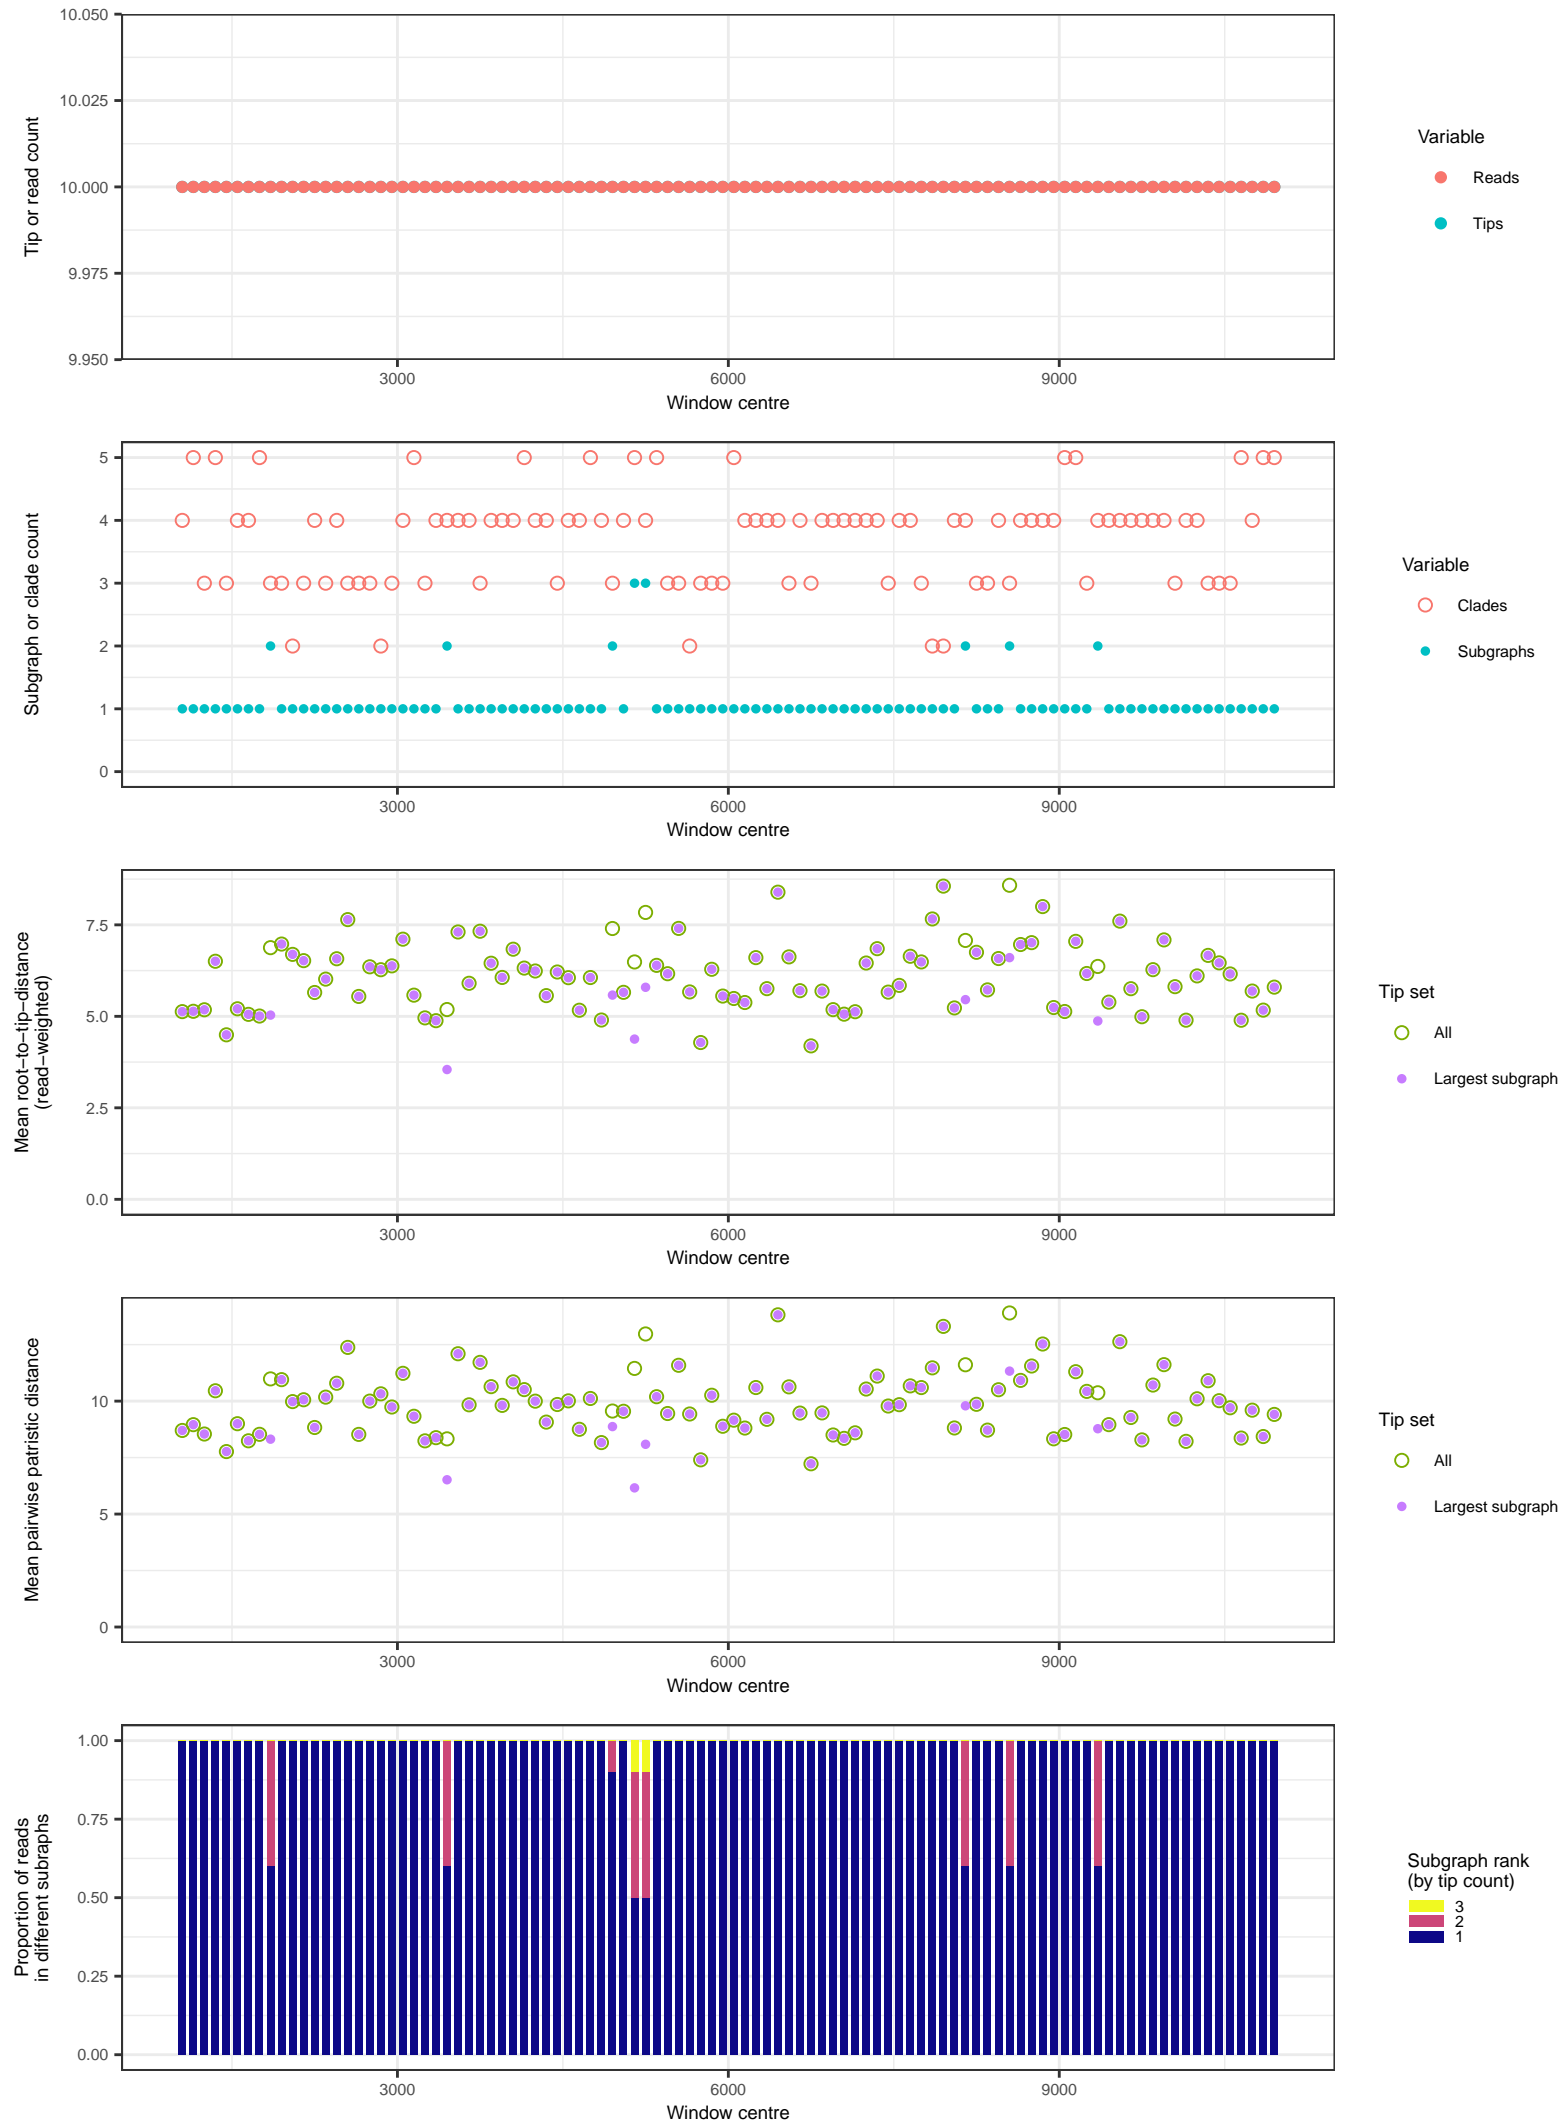 10.050
10.025
10.000
9.975
9.950
Tip or read count
3000
6000
9000
Window centre
Variable
Reads
Tips
5
4
3
2
1
0
Subgraph or clade count
3000
6000
9000
Window centre
Variable
Clades
Subgraphs
7.5
5.0
2.5
0.0
Mean root−to−tip−distance
(read−weighted)
3000
6000
9000
Window centre
Tip set
All
Largest subgraph
10
5
0
Mean pairwise patristic distance
3000
6000
9000
Window centre
Tip set
All
Largest subgraph
1.00
0.75
0.50
0.25
0.00
Proportion of reads
in different subraphs
3000
6000
9000
Window centre
Subgraph rank
(by tip count)
3
2
1